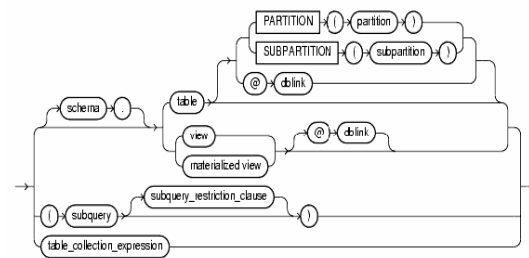 PARTITION ( partition )
SUBPARTITION ( subpartition )
@ dblink
schema . table
view @ dblink
materialized view
( subquery subquery_restriction_clause )
table_collection_expression